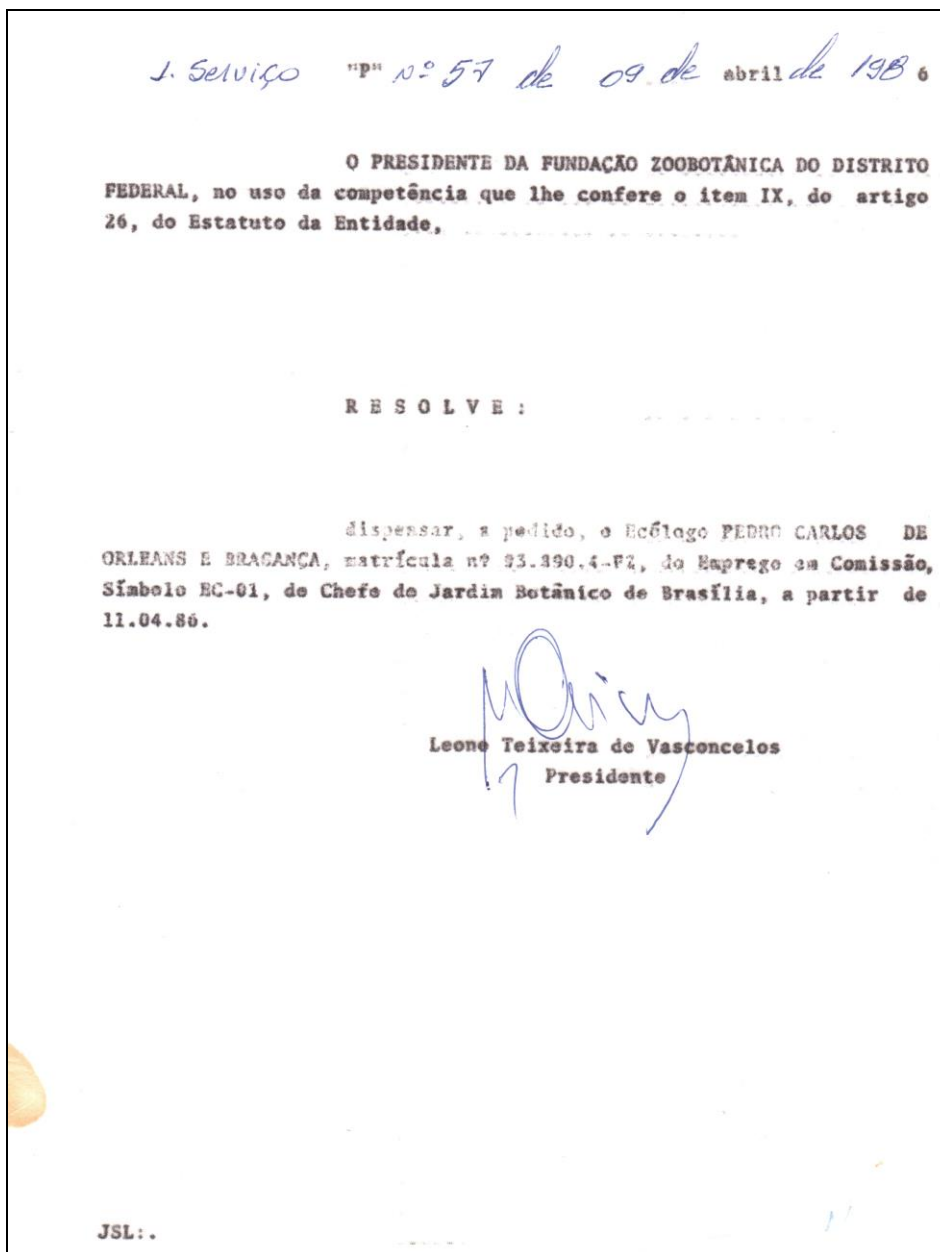 I. Serviço "P" Nº 57 de 09 de abril de 1986
O PRESIDENTE DA FUNDAÇÃO ZOOBOTÂNICA DO DISTRITO
FEDERAL, no uso da competência que lhe confere o item IX, do artigo
26, do Estatuto da Entidade,
R E S O L V E :
dispensar, a pedido, o Ecólogo PEDRO CARLOS DE
ORLEANS E BRAGANÇA, matrícula nº 93.890.4-FZ, do Emprego em Comissão,
Símbolo EC-01, de Chefe do Jardim Botânico de Brasília, a partir de
11.04.86.
Leone Teixeira de Vasconcelos
Presidente
JSL:.